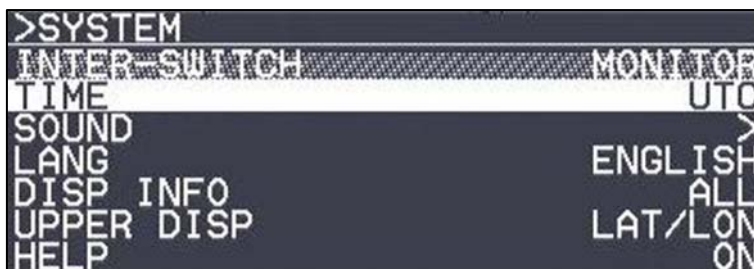 >SYSTEM
INTER-SWITCH MONITOR
TIME UTC
SOUND >
LANG ENGLISH
DISP INFO ALL
UPPER DISP LAT/LON
HELP ON